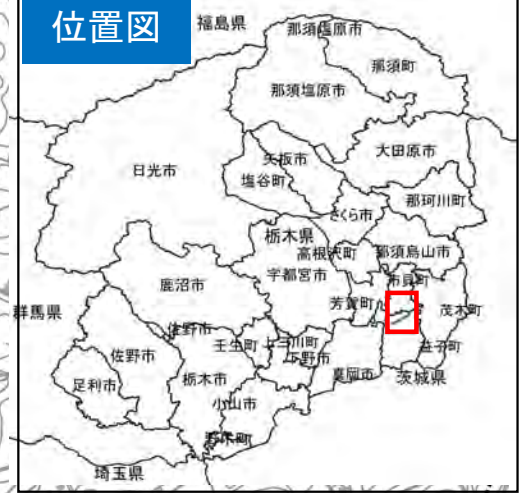 位置図
福島県
那須塩原市
那須町
那須塩原市
大田原市
矢板市
日光市
塩谷町
那珂川町
さくら市
栃木県
高根沢町
那須烏山市
宇都宮市
市貝町
鹿沼市
芳賀町
茂木町
群馬県
佐野市
壬生町
上三川町
下野市
益子町
佐野市
真岡市
茨城県
足利市
栃木市
小山市
野木町
埼玉県